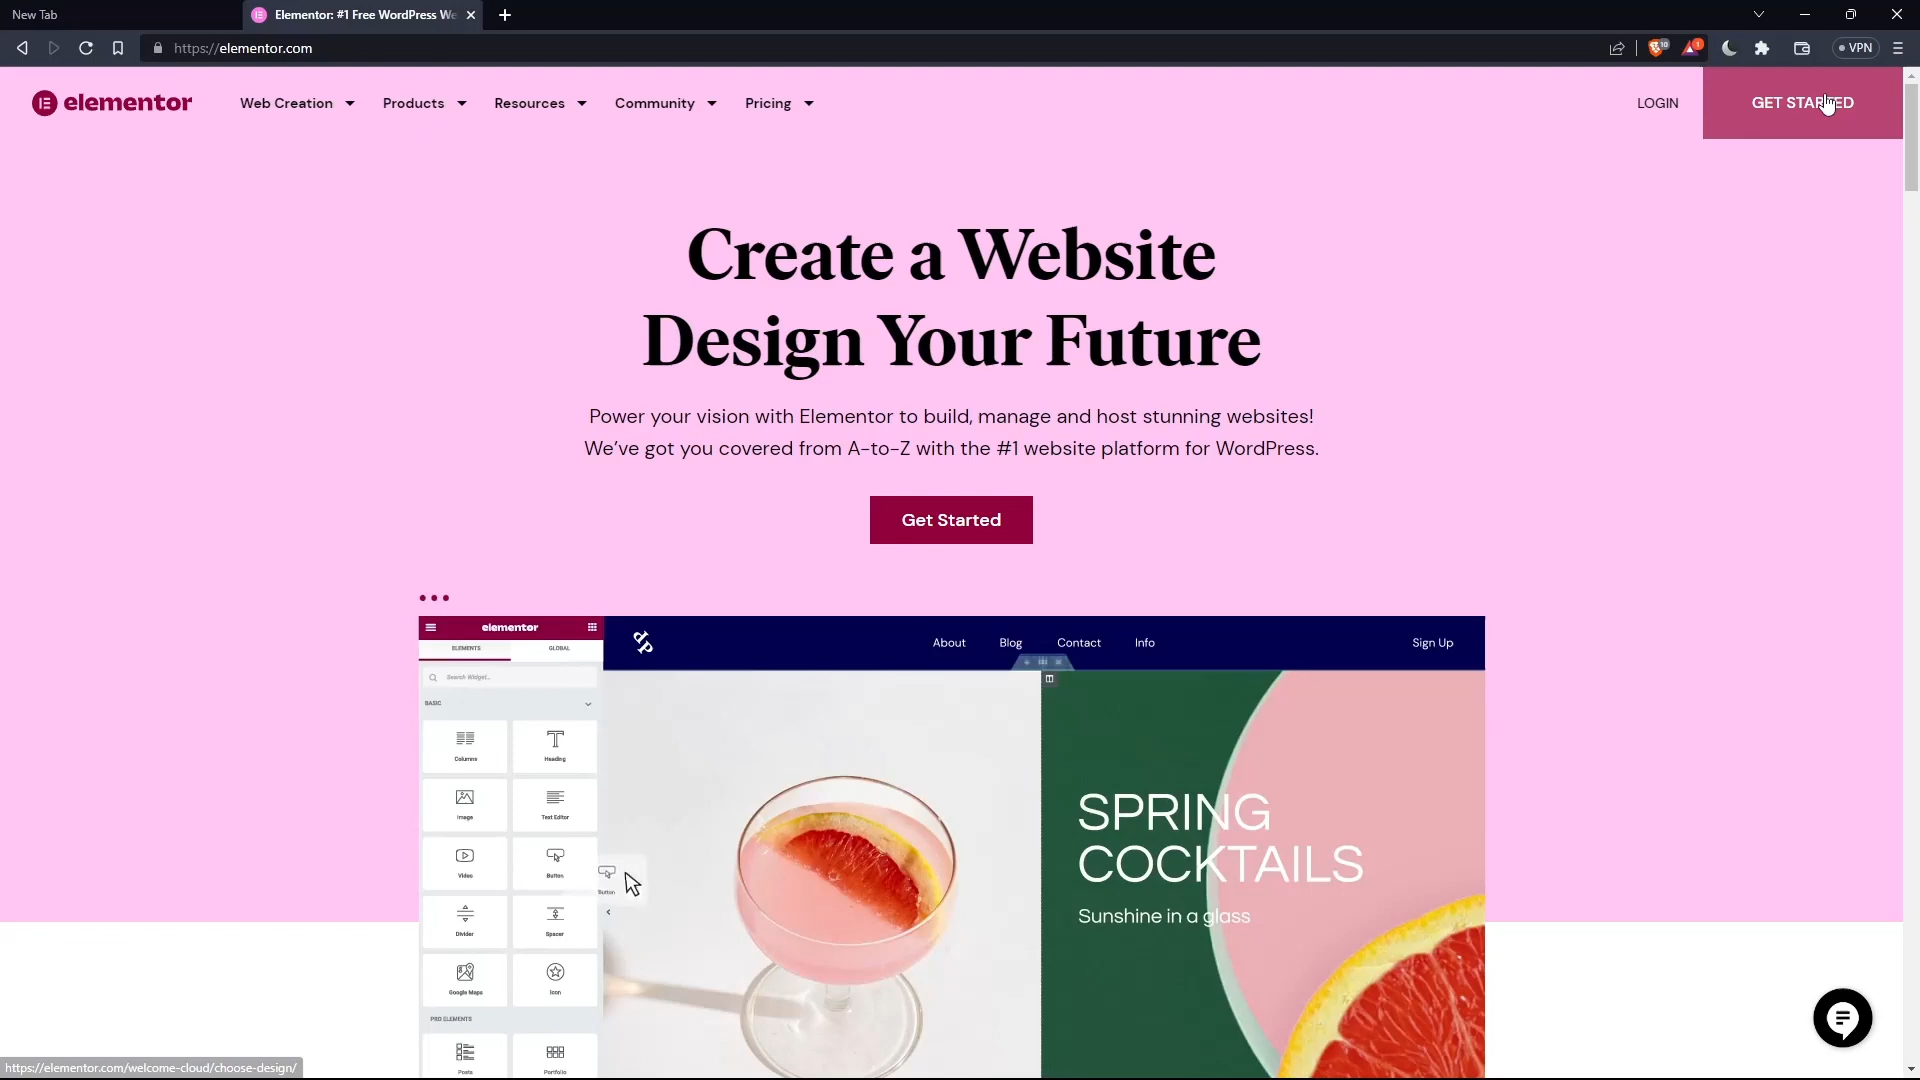 New Tab
Elementor: #1 Free WordPress We
https://elementor.com
10
1
VPN
elementor
Web Creation
Products
Resources
Community
Pricing
LOGIN
GET STARTED
Create a Website
Design Your Future
Power your vision with Elementor to build, manage and host stunning websites!
We've got you covered from A-to-Z with the #1 website platform for WordPress.
Get Started
elementor
ELEMENTS
GLOBAL
Search Widget...
BASIC
Columns
Heading
Image
Text Editor
Video
Button
Divider
Spacer
Google Maps
Icon
PRO ELEMENTS
Posts
Portfolio
Button
About
Blog
Contact
Info
Sign Up
SPRING
COCKTAILS
Sunshine in a glass
https://elementor.com/welcome-cloud/choose-design/